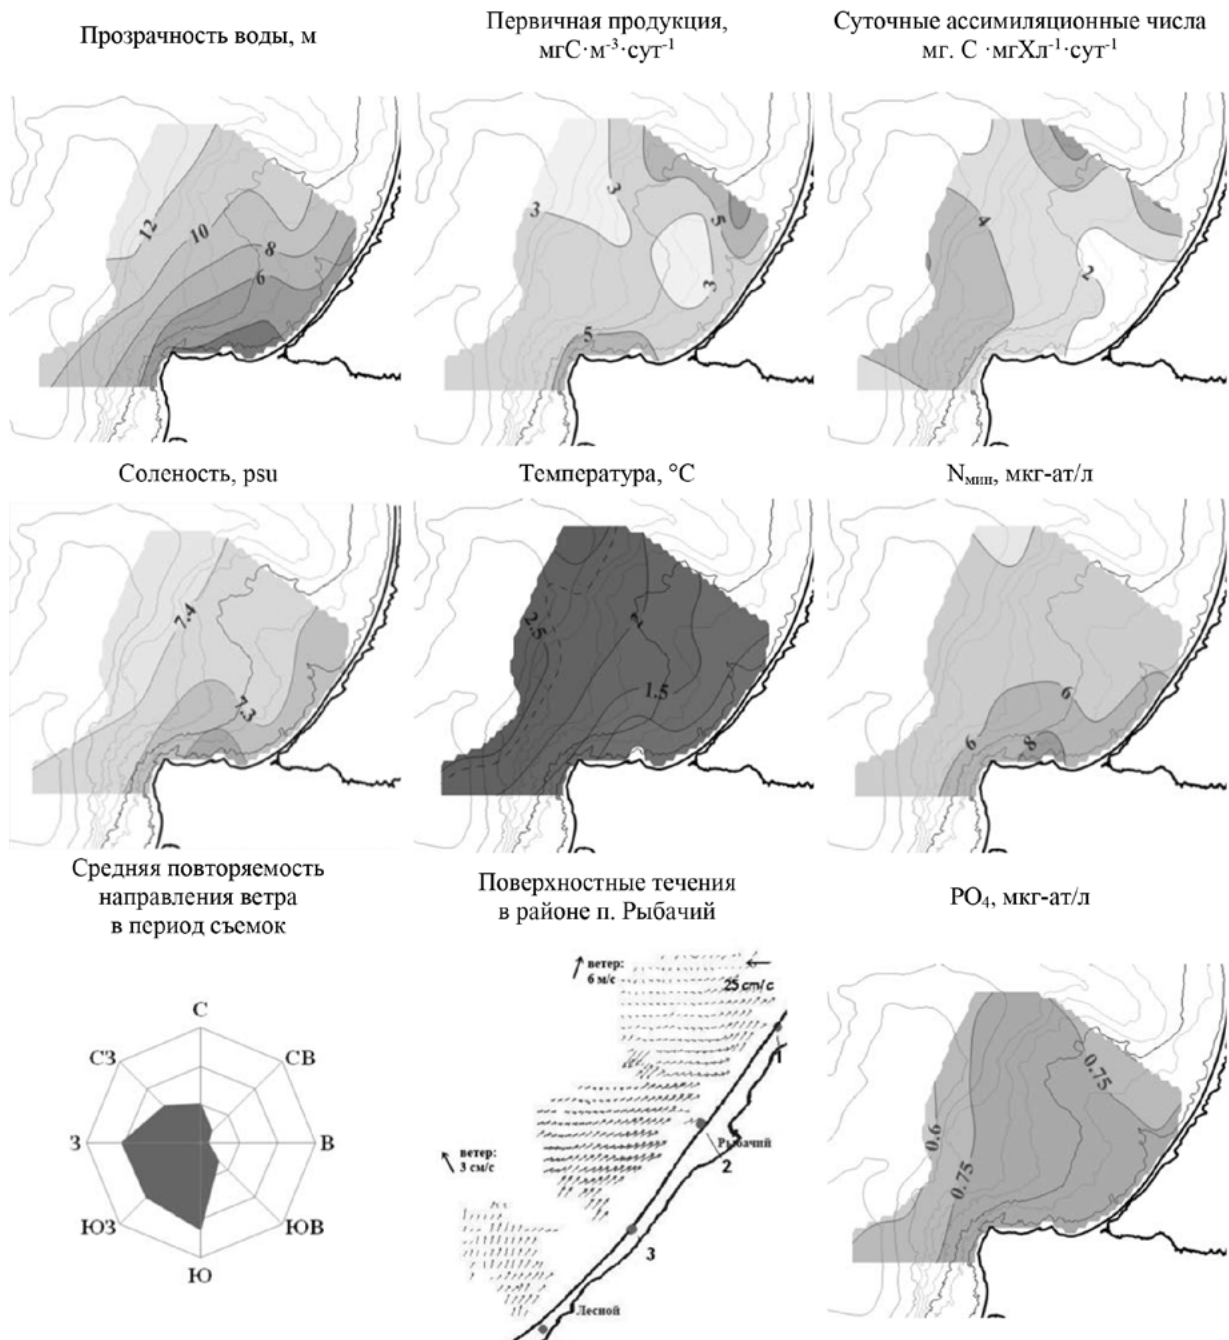 Прозрачность воды, м
Первичная продукция,
мгС·м⁻³·сут⁻¹
Суточные ассимиляционные числа
мг. С ·мгХл⁻¹·сут⁻¹
12
10
8
6
3
3
5
3
5
4
2
Соленость, psu
Температура, °С
Nмин, мкг-ат/л
7.4
7.3
2.5
2
1.5
6
6
8
Средняя повторяемость
направления ветра
в период съемок
Поверхностные течения
в районе п. Рыбачий
PO₄, мкг-ат/л
С
СВ
В
ЮВ
Ю
ЮЗ
З
СЗ
ветер:
6 м/с
25 cm/c
1
Рыбачий
2
ветер:
3 см/с
3
Лесной
0.75
0.6
0.75